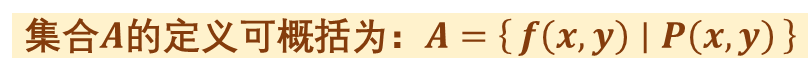 集合A的定义可概括为：A = { f(x, y) | P(x, y) }